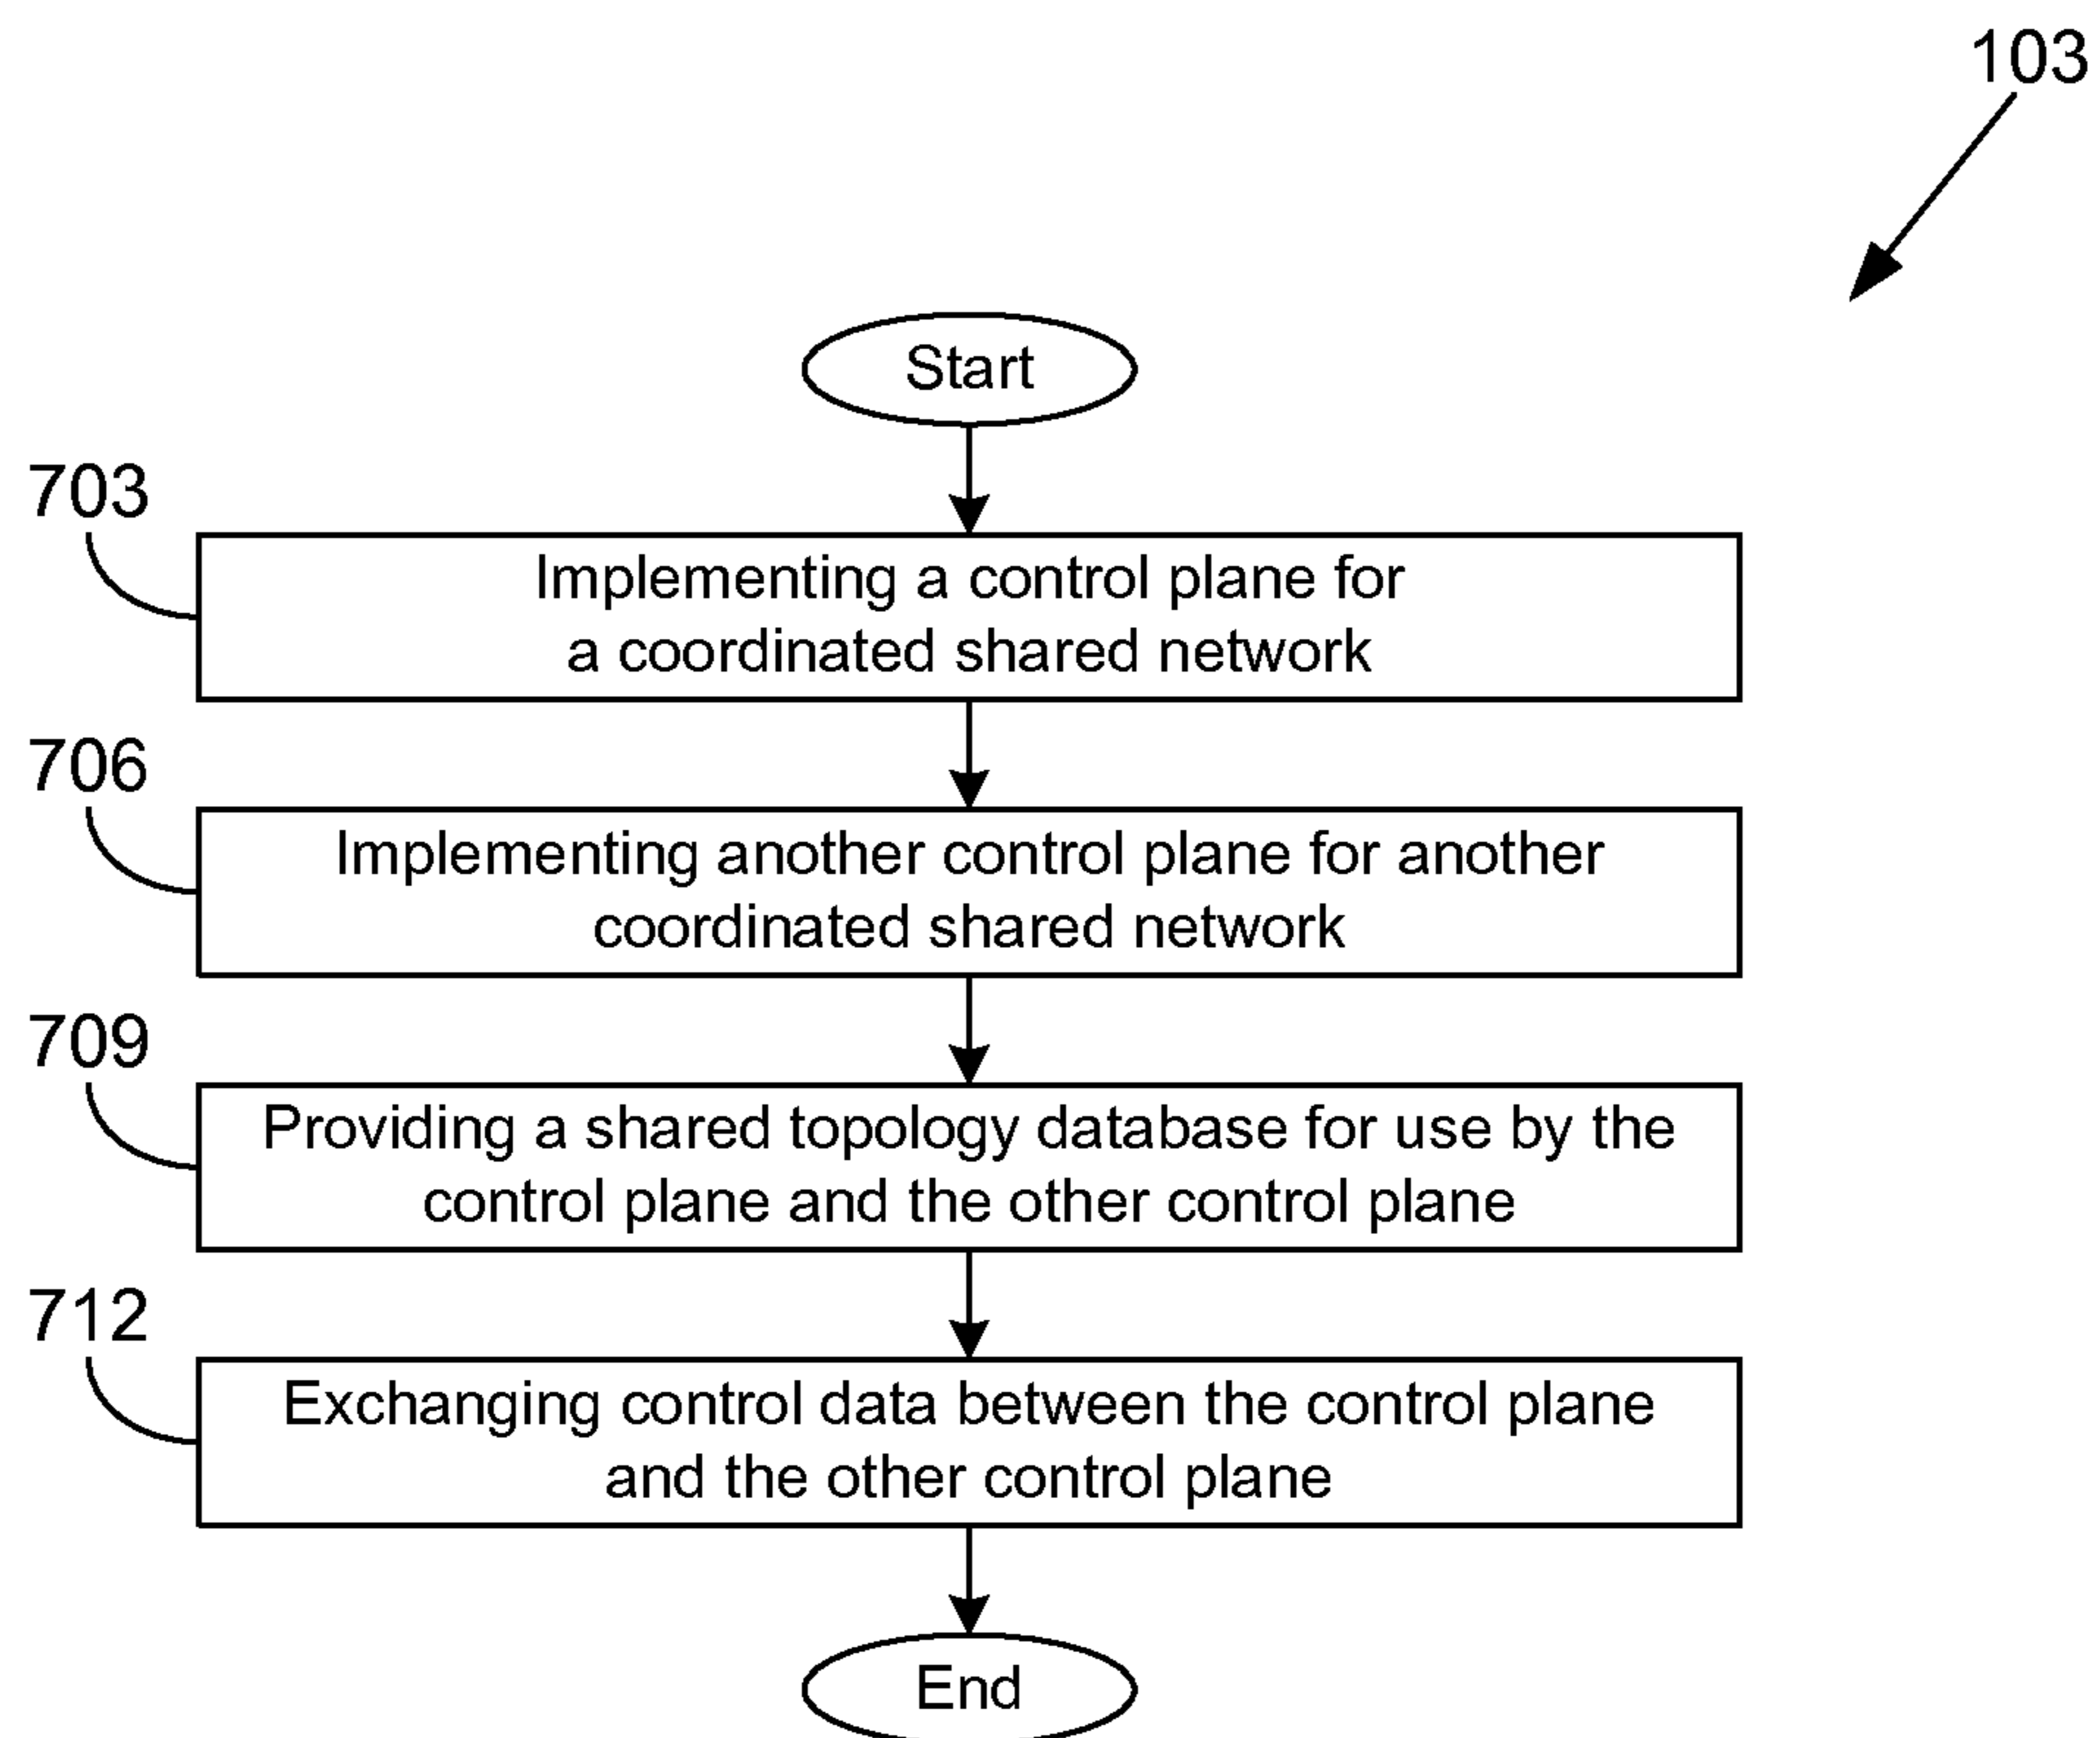 103
Start
703
Implementing a control plane for
a coordinated shared network
706
Implementing another control plane for another
coordinated shared network
709
Providing a shared topology database for use by the
control plane and the other control plane
712
Exchanging control data between the control plane
and the other control plane
End